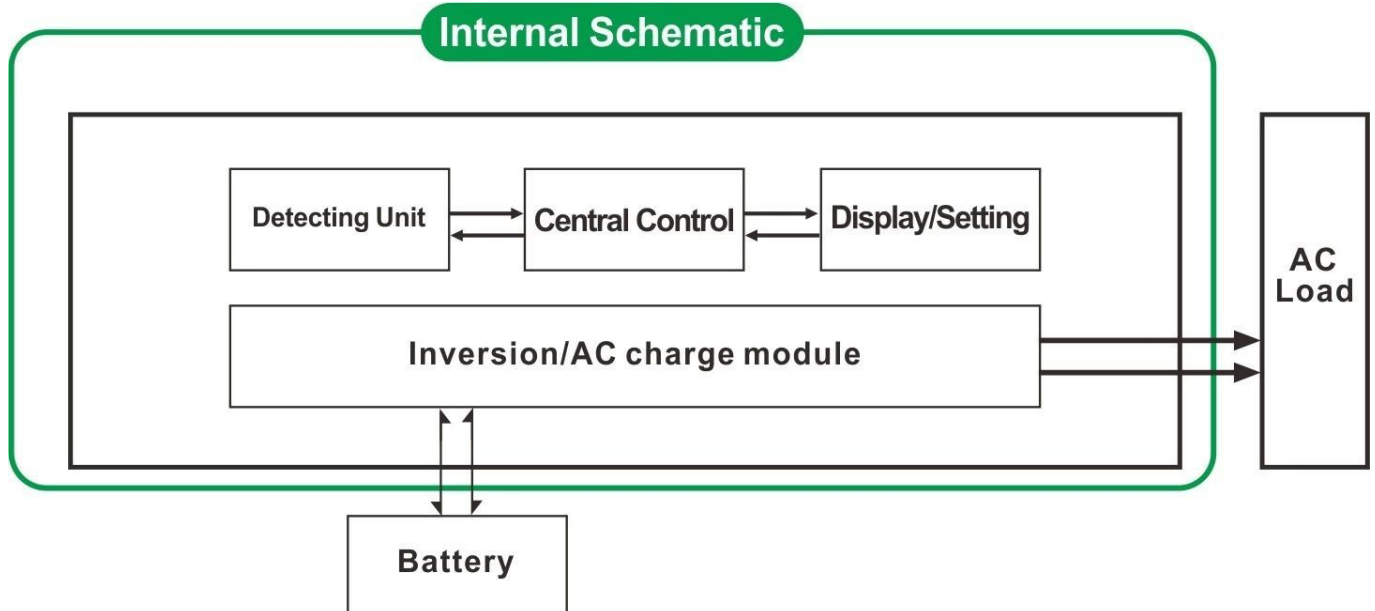 Internal Schematic
Detecting Unit
Central Control
Display/Setting
AC
Load
Inversion/AC charge module
Battery